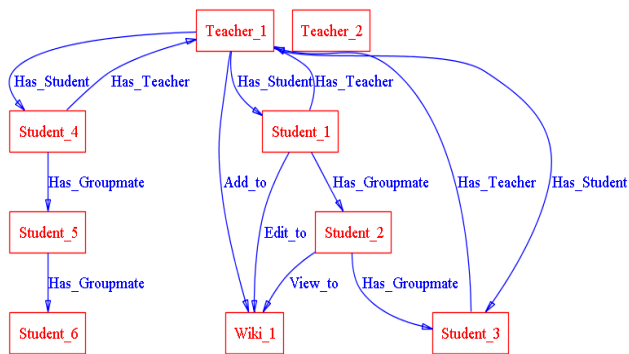 Teacher_1
Teacher_2
Has_Student
Has_Teacher
Has_Student
Has_Teacher
Student_4
Student_1
Has_Groupmate
Add_to
Has_Groupmate
Has_Teacher
Has_Student
Student_5
Edit_to
Student_2
Has_Groupmate
View_to
Has_Groupmate
Student_6
Wiki_1
Student_3